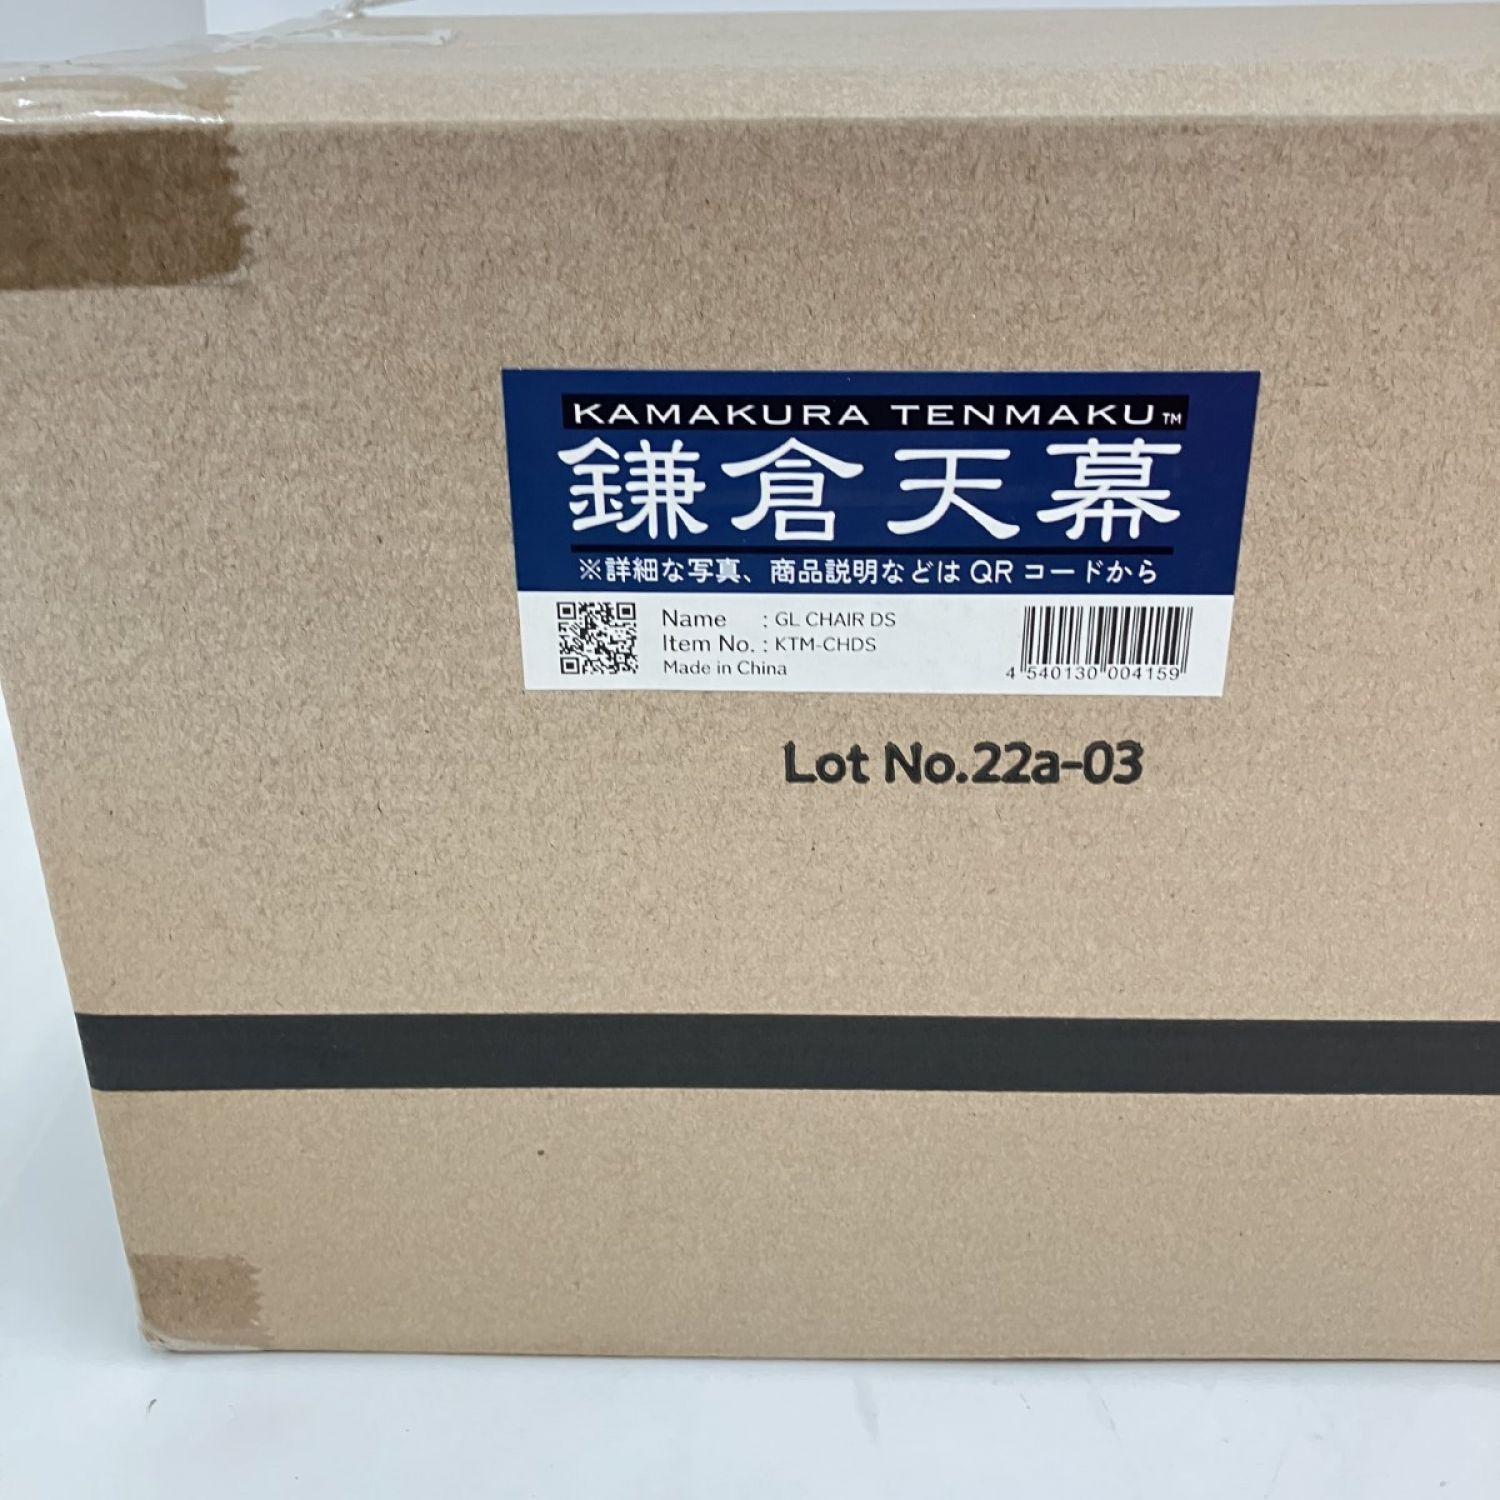 KAMAKURA TENMAKU™
鎌倉天幕
※詳細な写真、商品説明などはQRコードから
Name : GL CHAIR DS
Item No. : KTM-CHDS
Made in China
4 540130 004159
Lot No.22a-03